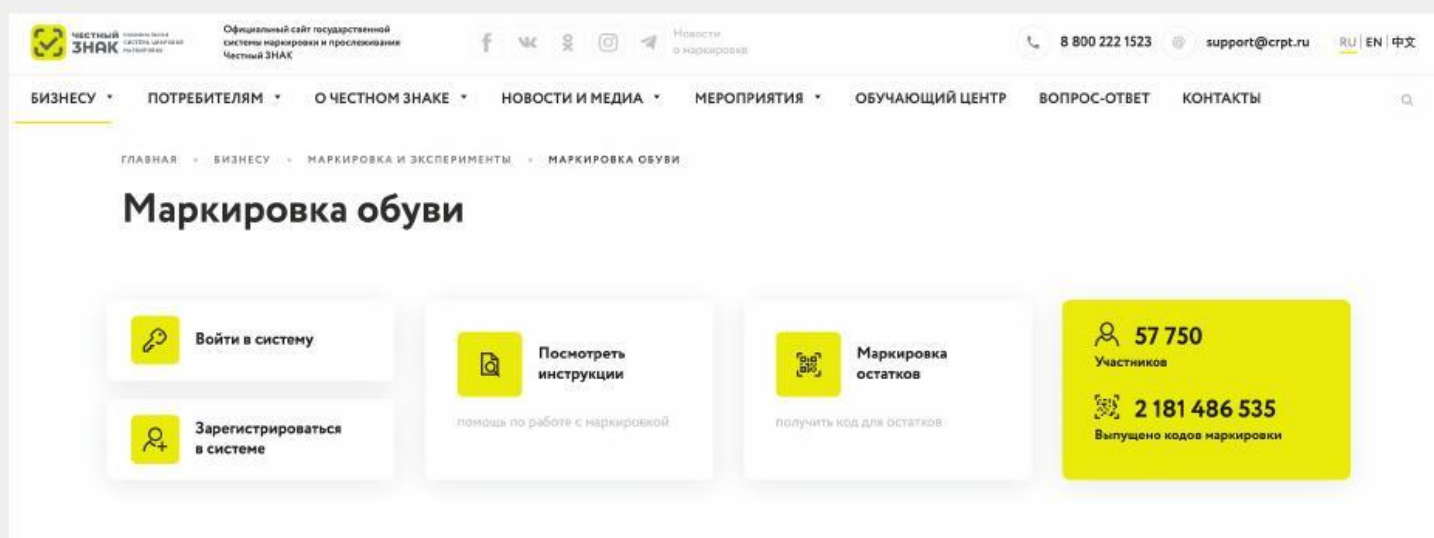 ЧЕСТНЫЙ
ЗНАК
Официальный сайт государственной
системы маркировки и прослеживания
Честный ЗНАК
Новости
о маркировке
8 800 222 1523
support@crpt.ru
RU | EN | 中文
БИЗНЕСУ ПОТРЕБИТЕЛЯМ О ЧЕСТНОМ ЗНАКЕ НОВОСТИ И МЕДИА МЕРОПРИЯТИЯ ОБУЧАЮЩИЙ ЦЕНТР ВОПРОС-ОТВЕТ КОНТАКТЫ
ГЛАВНАЯ БИЗНЕСУ МАРКИРОВКА И ЭКСПЕРИМЕНТЫ МАРКИРОВКА ОБУВИ
Маркировка обуви
Войти в систему
Зарегистрироваться
в системе
Посмотреть
инструкции
помощь по работе с маркировкой
Маркировка
остатков
получить код для остатков
57 750
Участников
2 181 486 535
Выпущено кодов маркировки